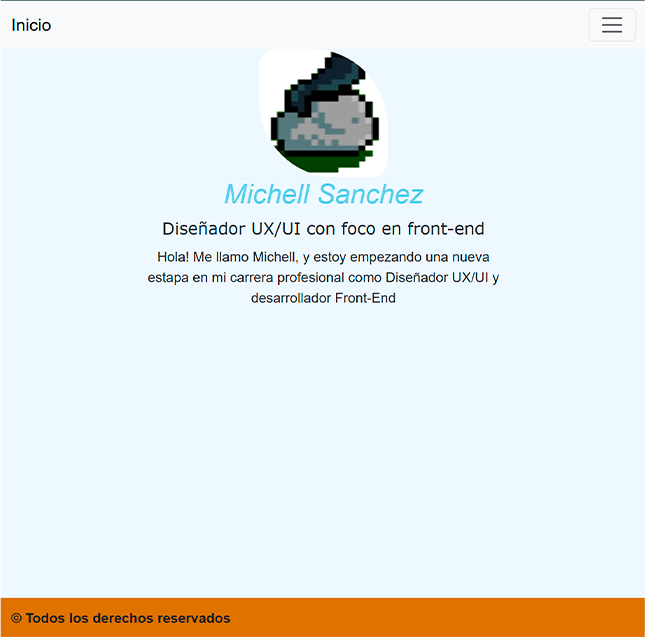 Inicio
Michell Sanchez
Diseñador UX/UI con foco en front-end
Hola! Me llamo Michell, y estoy empezando una nueva
estapa en mi carrera profesional como Diseñador UX/UI y
desarrollador Front-End
© Todos los derechos reservados